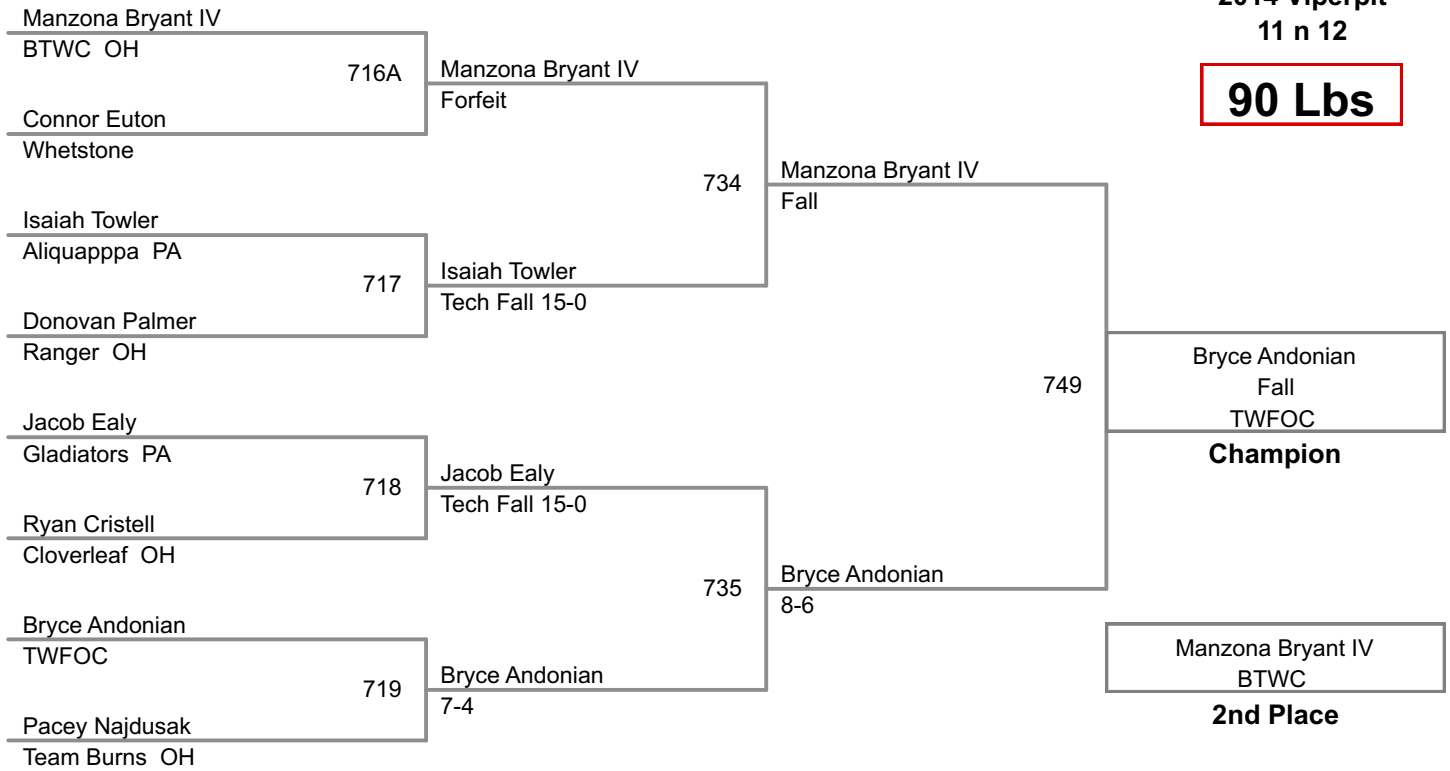 2014 Viperpit
11 n 12
90 Lbs
Manzona Bryant IV
BTWC OH
716A
Connor Euton
Whetstone
Manzona Bryant IV
Forfeit
734
Isaiah Towler
Aliquapppa PA
717
Donovan Palmer
Ranger OH
Isaiah Towler
Tech Fall 15-0
Manzona Bryant IV
Fall
749
Jacob Ealy
Gladiators PA
718
Ryan Cristell
Cloverleaf OH
Jacob Ealy
Tech Fall 15-0
735
Bryce Andonian
TWFOC
719
Pacey Najdusak
Team Burns OH
Bryce Andonian
7-4
Bryce Andonian
8-6
Bryce Andonian
Fall
TWFOC
Champion
Manzona Bryant IV
BTWC
2nd Place